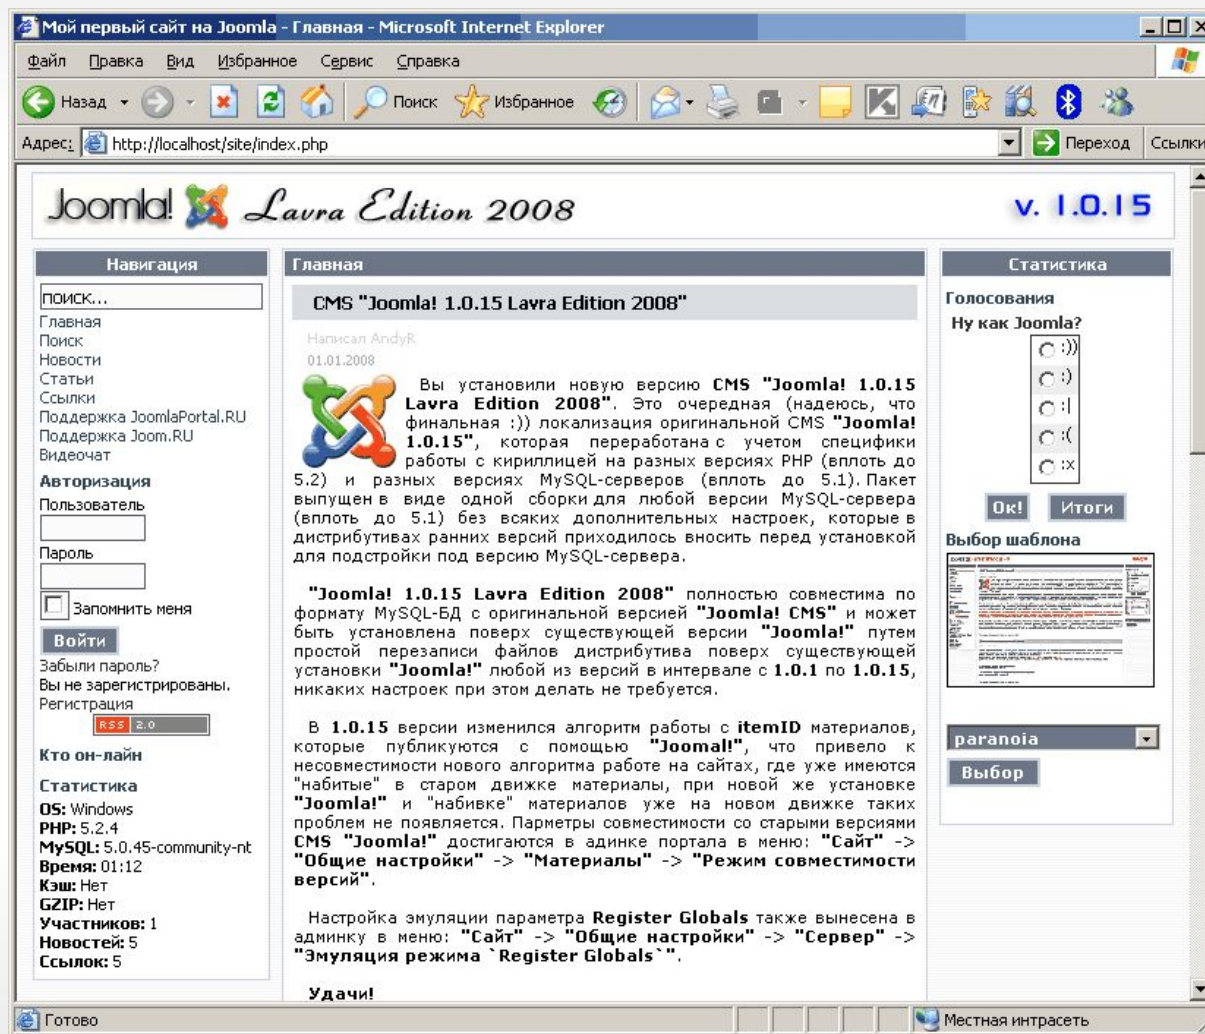 Мой первый сайт на Joomla - Главная - Microsoft Internet Explorer
Файл Правка Вид Избранное Сервис Справка
Назад Поиск Избранное
Адрес: http://localhost/site/index.php Переход Ссылки
Joomla! Lavra Edition 2008 v. 1.0.15
Навигация
поиск...
Главная
Поиск
Новости
Статьи
Ссылки
Поддержка JoomlaPortal.RU
Поддержка Joom.RU
Видеочат
Авторизация
Пользователь
Пароль
Запомнить меня
Войти
Забыли пароль?
Вы не зарегистрированы.
Регистрация
RSS 2.0
Кто он-лайн
Статистика
OS: Windows
PHP: 5.2.4
MySQL: 5.0.45-community-nt
Время: 01:12
Кэш: Нет
GZIP: Нет
Участников: 1
Новостей: 5
Ссылок: 5
Главная
CMS "Joomla! 1.0.15 Lavra Edition 2008"
Написал AndyR
01.01.2008
Вы установили новую версию CMS "Joomla! 1.0.15
Lavra Edition 2008". Это очередная (надеюсь, что
финальная :)) локализация оригинальной CMS "Joomla!
1.0.15", которая переработана с учетом специфики
работы с кириллицей на разных версиях PHP (вплоть до
5.2) и разных версиях MySQL-серверов (вплоть до 5.1). Пакет
выпущен в виде одной сборки для любой версии MySQL-сервера
(вплоть до 5.1) без всяких дополнительных настроек, которые в
дистрибутивах ранних версий приходилось вносить перед установкой
для подстройки под версию MySQL-сервера.
"Joomla! 1.0.15 Lavra Edition 2008" полностью совместима по
формату MySQL-БД с оригинальной версией "Joomla! CMS" и может
быть установлена поверх существующей версии "Joomla!" путем
простой перезаписи файлов дистрибутива поверх существующей
установки "Joomla!" любой из версий в интервале с 1.0.1 по 1.0.15,
никаких настроек при этом делать не требуется.
В 1.0.15 версии изменился алгоритм работы с itemID материалов,
которые публикуются с помощью "Joomal!", что привело к
несовместимости нового алгоритма работе на сайтах, где уже имеются
"набитые" в старом движке материалы, при новой же установке
"Joomla!" и "набивке" материалов уже на новом движке таких
проблем не появляется. Парметры совместимости со старыми версиями
CMS "Joomla!" достигаются в адинке портала в меню: "Сайт" ->
"Общие настройки" -> "Материалы" -> "Режим совместимости
версий".
Настройка эмуляции параметра Register Globals также вынесена в
админку в меню: "Сайт" -> "Общие настройки" -> "Сервер" ->
"Эмуляция режима `Register Globals`".
Удачи!
Статистика
Голосования
Ну как Joomla?
:))
:)
:|
:(
:x
Ок! Итоги
Выбор шаблона
paranoia
Выбор
Готово Местная интрасеть